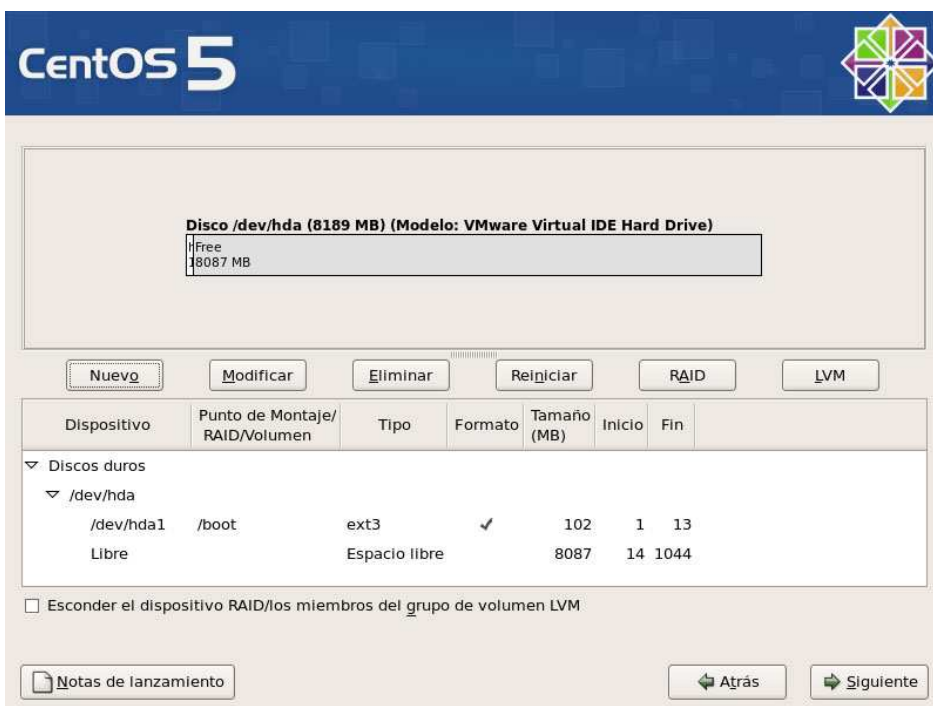 CentOS 5
Disco /dev/hda (8189 MB) (Modelo: VMware Virtual IDE Hard Drive)
Free
8087 MB
Nuevo
Modificar
Eliminar
Reiniciar
RAID
LVM
Dispositivo
Punto de Montaje/
RAID/Volumen
Tipo
Formato
Tamaño
(MB)
Inicio
Fin
Discos duros
/dev/hda
/dev/hda1 /boot ext3 102 1 13
Libre Espacio libre 8087 14 1044
Esconder el dispositivo RAID/los miembros del grupo de volumen LVM
Notas de lanzamiento
Atrás
Siguiente